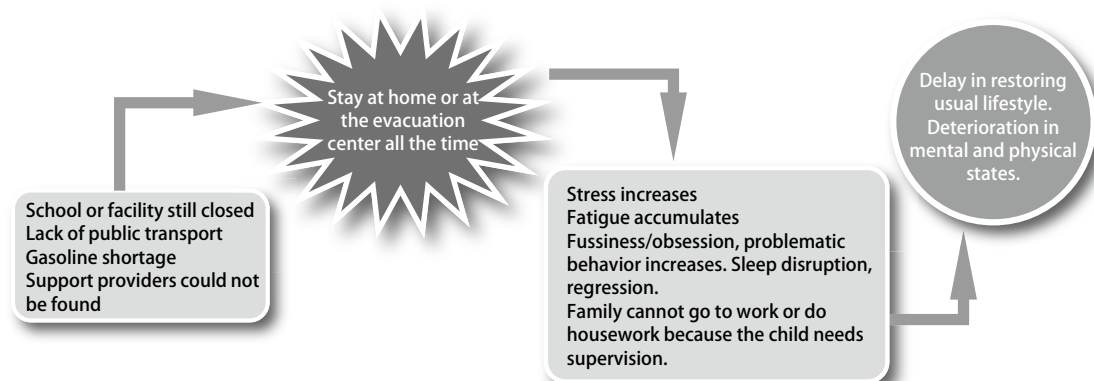 School or facility still closed
Lack of public transport
Gasoline shortage
Support providers could not
be found
Stay at home or at
the evacuation
center all the time
Stress increases
Fatigue accumulates
Fussiness/obsession, problematic
behavior increases. Sleep disruption,
regression.
Family cannot go to work or do
housework because the child needs
supervision.
Delay in restoring
usual lifestyle.
Deterioration in
mental and physical
states.